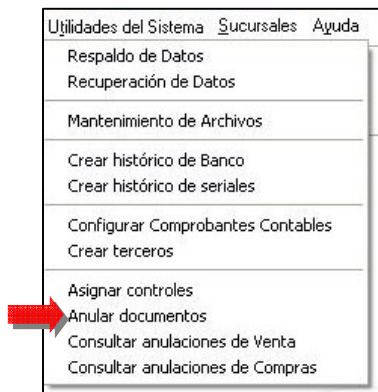 Utilidades del Sistema Sucursales Ayuda
Respaldo de Datos
Recuperación de Datos
Mantenimiento de Archivos
Crear histórico de Banco
Crear histórico de seriales
Configurar Comprobantes Contables
Crear terceros
Asignar controles
Anular documentos
Consultar anulaciones de Venta
Consultar anulaciones de Compras